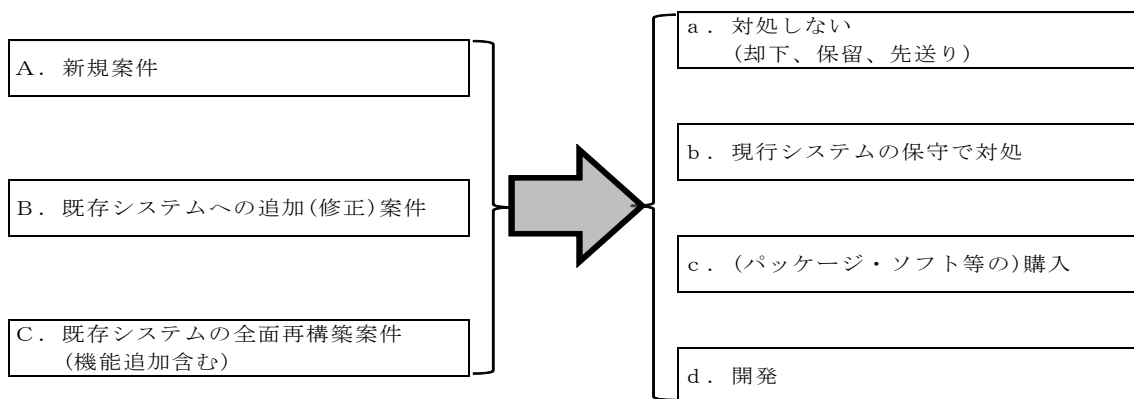 A．新規案件
B．既存システムへの追加(修正)案件
C．既存システムの全面再構築案件
(機能追加含む)
a．対処しない
(却下、保留、先送り)
b．現行システムの保守で対処
c．(パッケージ・ソフト等の)購入
d．開発